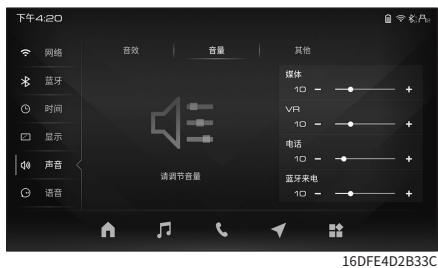 下午4:20
网络
蓝牙
时间
显示
声音
语音
音效
音量
其他
请调节音量
媒体
10 − +
VR
10 − +
电话
10 − +
蓝牙来电
10 − +
16DFE4D2B33C